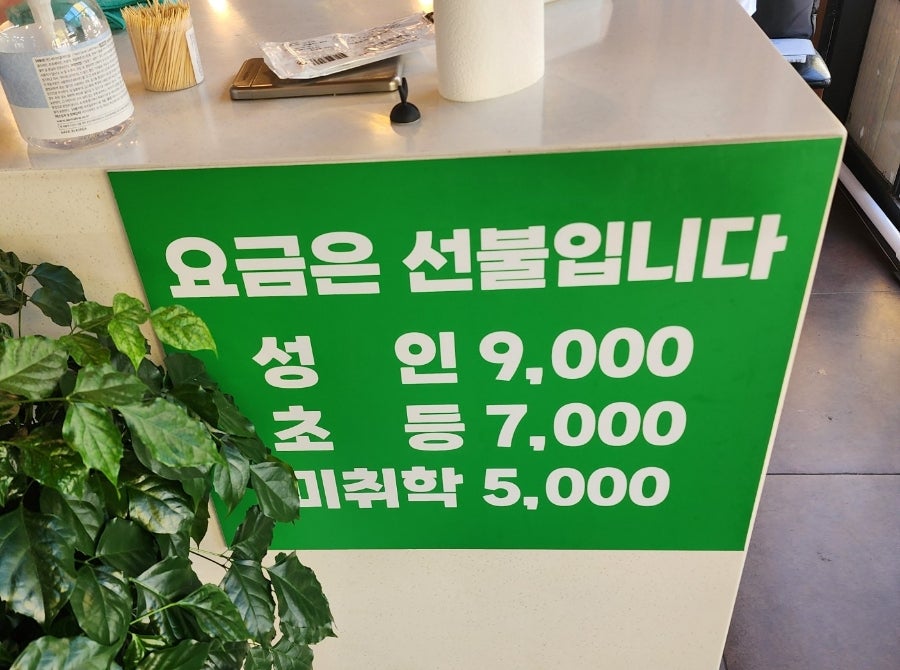 요금은 선불입니다
성 인 9,000
초 등 7,000
미취학 5,000